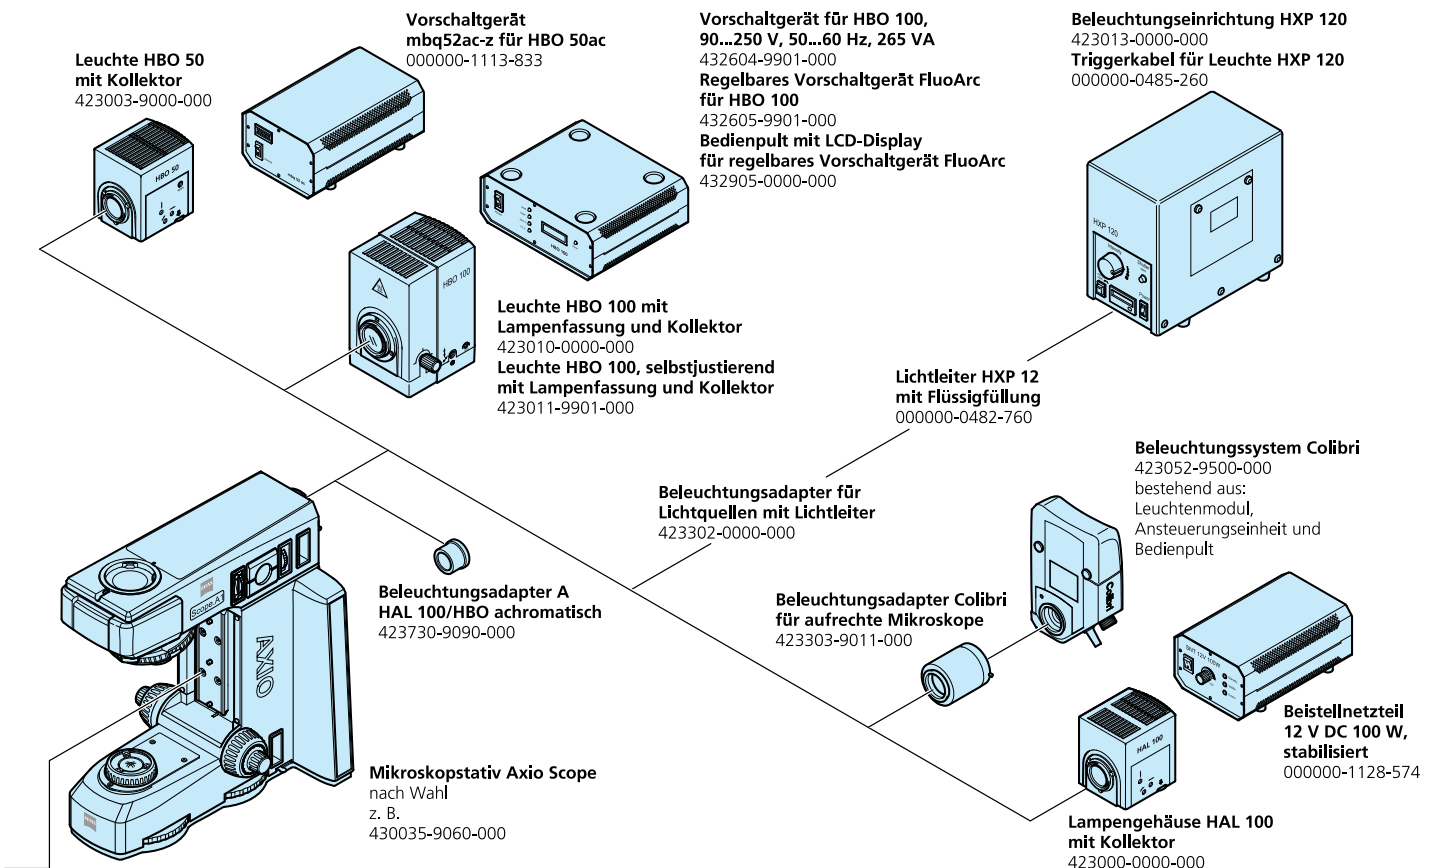 Vorschaltgerät
mbq52ac-z für HBO 50ac
000000-1113-833
Vorschaltgerät für HBO 100,
90...250 V, 50...60 Hz, 265 VA
432604-9901-000
Regelbares Vorschaltgerät FluoArc
für HBO 100
432605-9901-000
Bedienpult mit LCD-Display
für regelbares Vorschaltgerät FluoArc
432905-0000-000
Beleuchtungseinrichtung HXP 120
423013-0000-000
Triggerkabel für Leuchte HXP 120
000000-0485-260
Leuchte HBO 50
mit Kollektor
423003-9000-000
HBO 50
mbq 52 ac
HBO 100
HBO 100
HXP 120
Leuchte HBO 100 mit
Lampenfassung und Kollektor
423010-0000-000
Leuchte HBO 100, selbstjustierend
mit Lampenfassung und Kollektor
423011-9901-000
Lichtleiter HXP 12
mit Flüssigfüllung
000000-0482-760
Beleuchtungssystem Colibri
423052-9500-000
bestehend aus:
Leuchtenmodul,
Ansteuerungseinheit und
Bedienpult
Beleuchtungsadapter für
Lichtquellen mit Lichtleiter
423302-0000-000
Colibri
Beleuchtungsadapter A
HAL 100/HBO achromatisch
423730-9090-000
Beleuchtungsadapter Colibri
für aufrechte Mikroskope
423303-9011-000
Scope.A1
AXIO
SNT 12V 100W
HAL 100
Beistellnetzteil
12 V DC 100 W,
stabilisiert
000000-1128-574
Mikroskopstativ Axio Scope
nach Wahl
z. B.
430035-9060-000
Lampengehäuse HAL 100
mit Kollektor
423000-0000-000